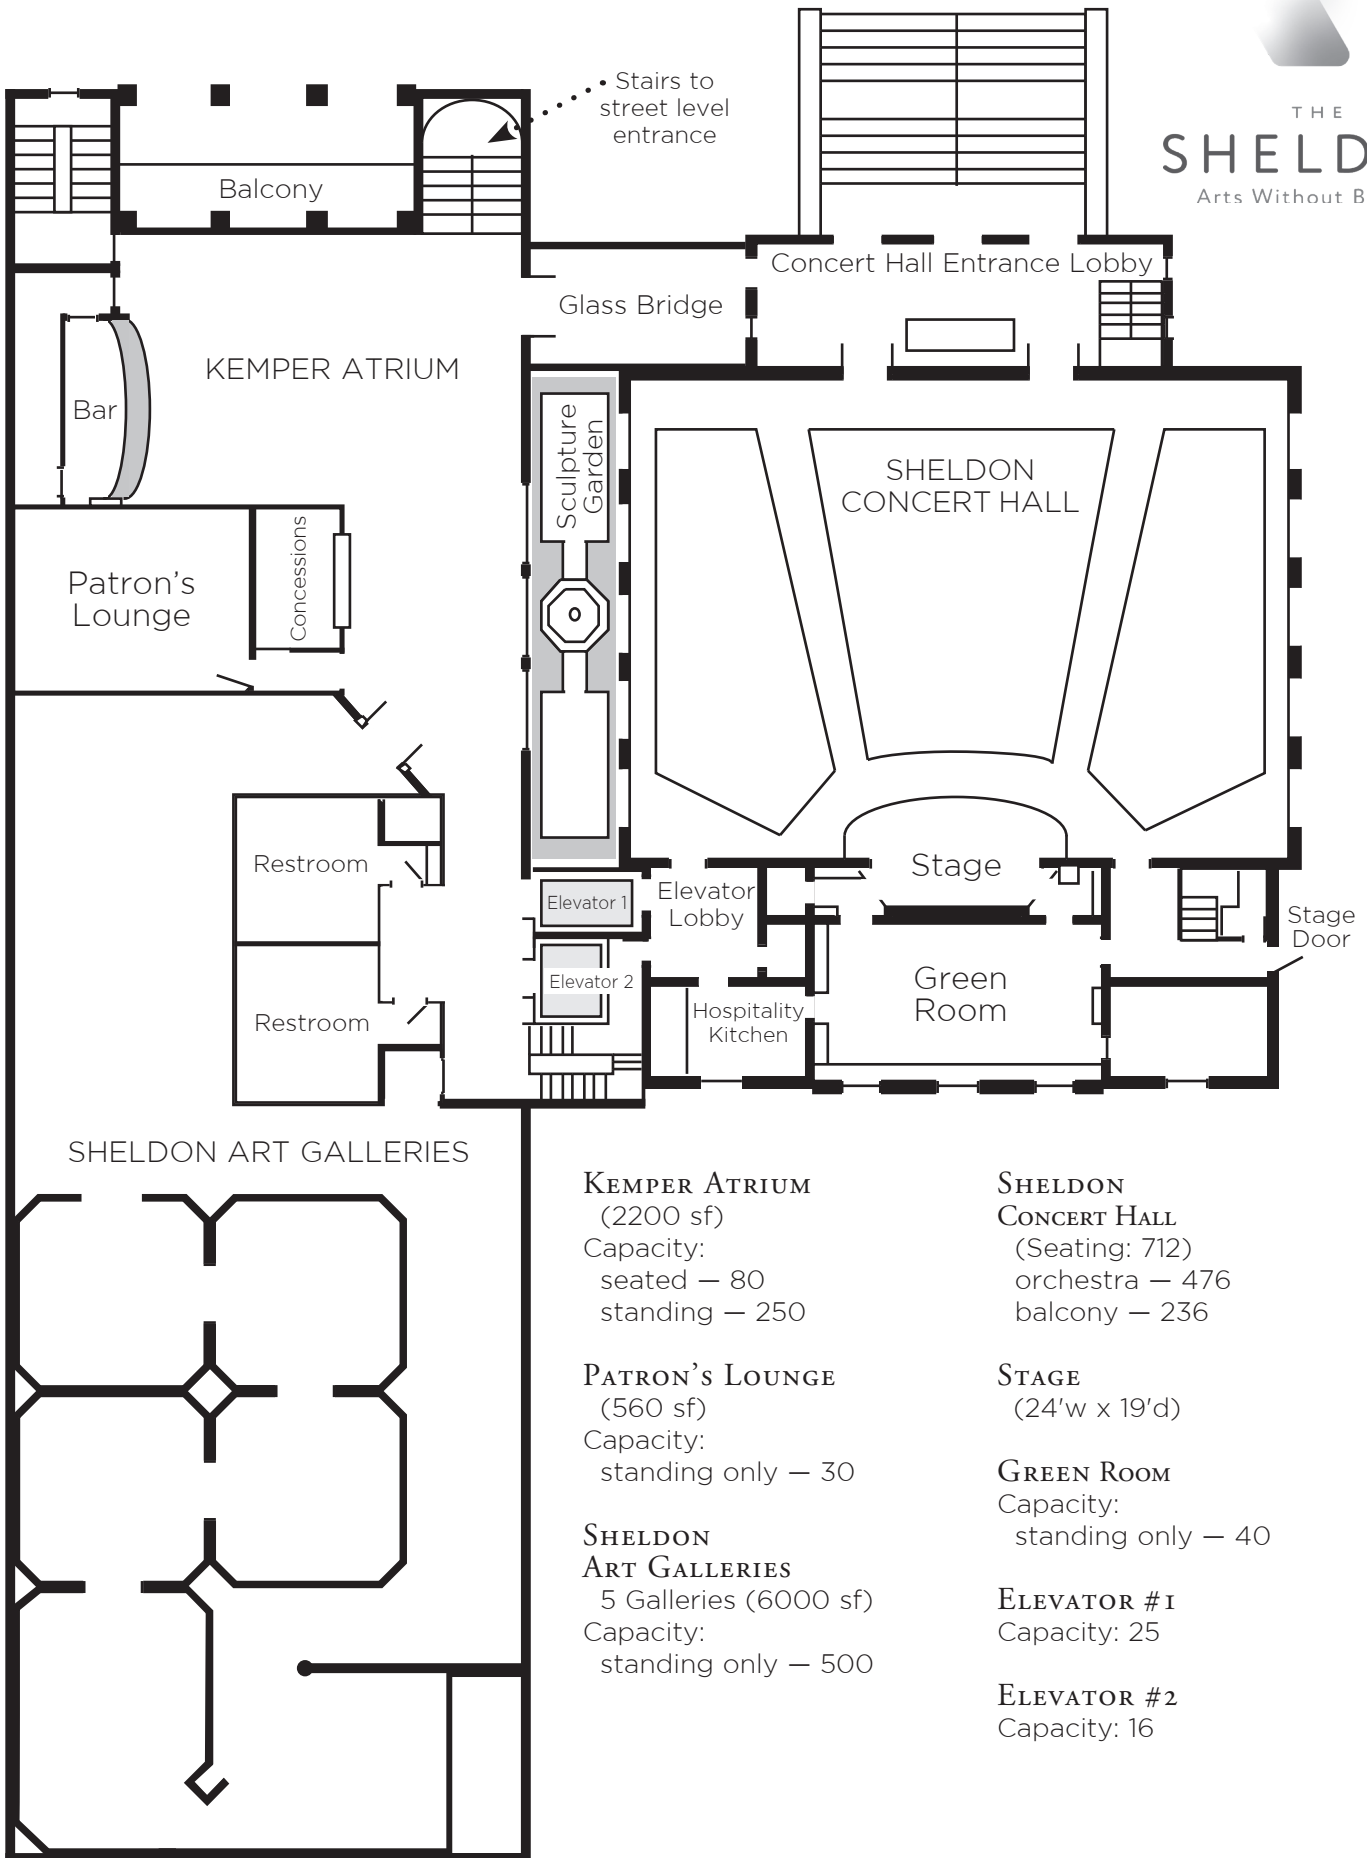 Stairs to
street level
entrance
THE
SHELD
Arts Without B
Balcony
Concert Hall Entrance Lobby
Glass Bridge
KEMPER ATRIUM
Bar
Sculpture
Garden
SHELDON
CONCERT HALL
Concessions
Patron's
Lounge
Restroom
Stage
Elevator 1
Elevator
Lobby
Stage
Door
Elevator 2
Green
Room
Hospitality
Kitchen
Restroom
SHELDON ART GALLERIES
KEMPER ATRIUM
(2200 sf)
Capacity:
seated — 80
standing — 250
PATRON'S LOUNGE
(560 sf)
Capacity:
standing only — 30
SHELDON
ART GALLERIES
5 Galleries (6000 sf)
Capacity:
standing only — 500
SHELDON
CONCERT HALL
(Seating: 712)
orchestra — 476
balcony — 236
STAGE
(24'w x 19'd)
GREEN ROOM
Capacity:
standing only — 40
ELEVATOR #1
Capacity: 25
ELEVATOR #2
Capacity: 16